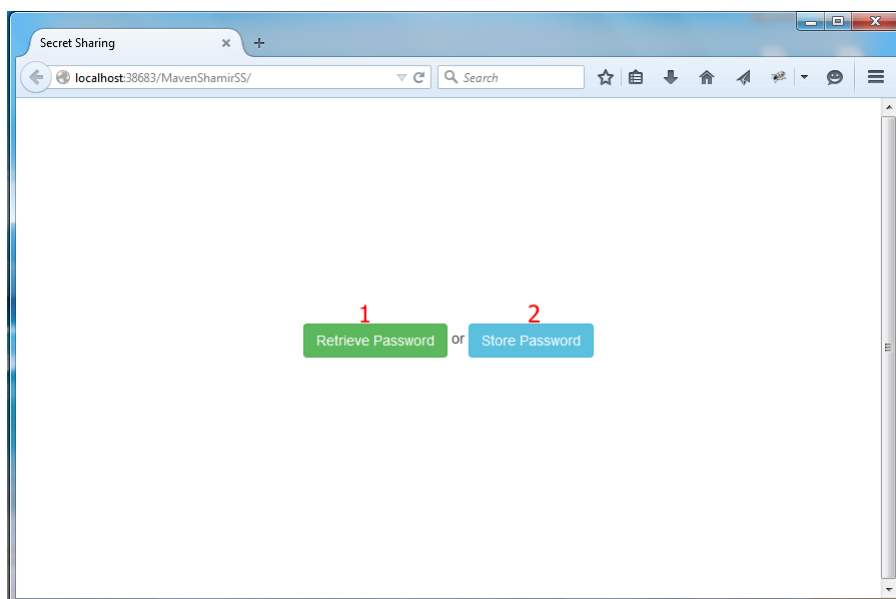 Secret Sharing
localhost:38683/MavenShamirSS/
Search
1
2
Retrieve Password or Store Password